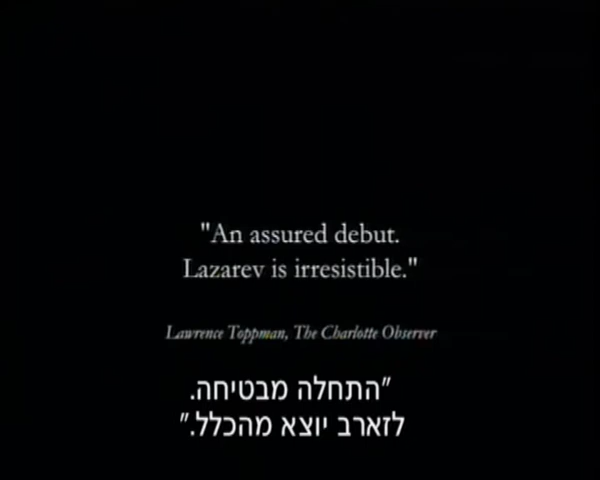 "An assured debut.
Lazarev is irresistible."
Lawrence Toppman, The Charlotte Observer
"התחלה מבטיחה.
לזארב יוצא מהכלל."